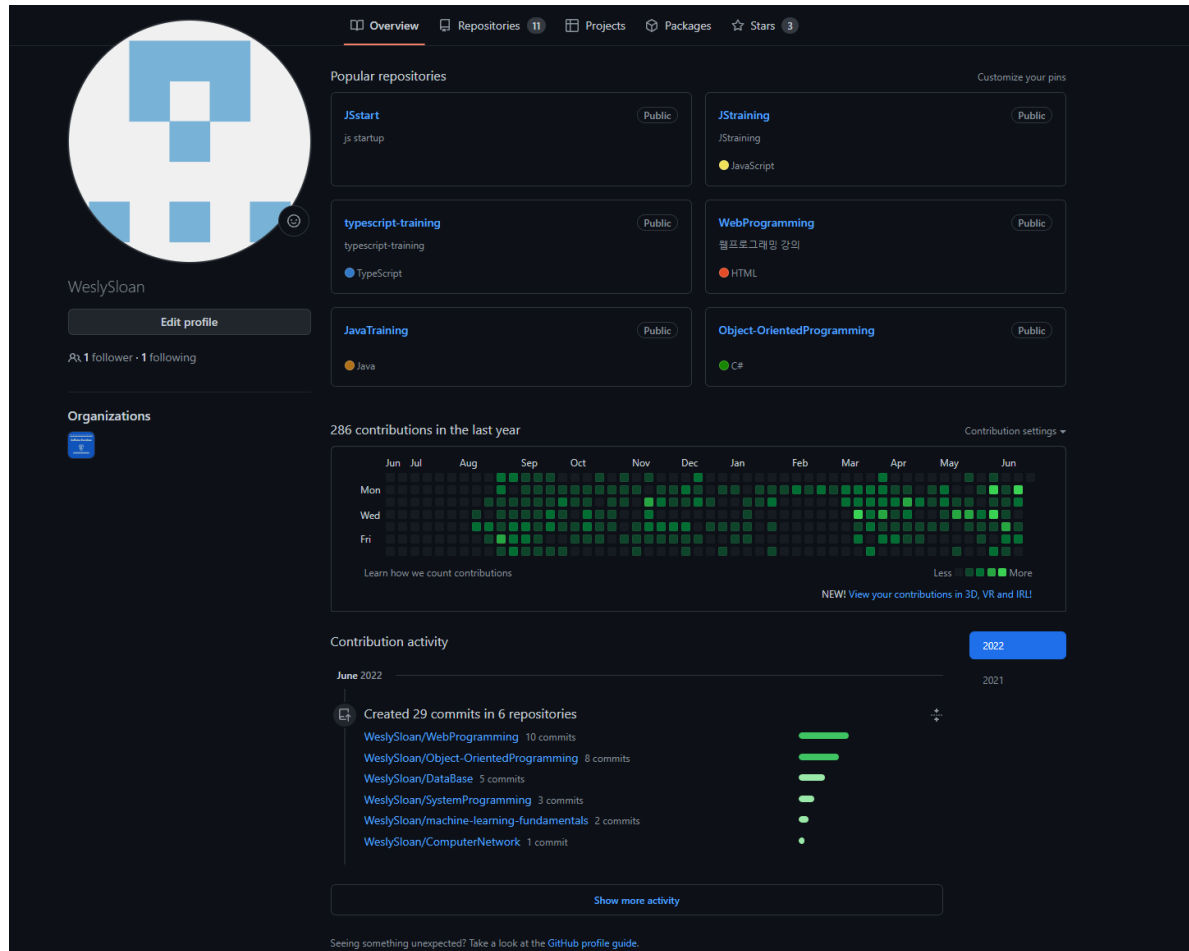 Overview Repositories 11 Projects Packages Stars 3
Popular repositories Customize your pins
JSstart Public
js startup
JStraining Public
JStraining
JavaScript
typescript-training Public
typescript-training
TypeScript
WebProgramming Public
웹프로그래밍 강의
HTML
JavaTraining Public
Java
Object-OrientedProgramming Public
C#
WeslySloan
Edit profile
1 follower · 1 following
Organizations
286 contributions in the last year Contribution settings
Jun Jul Aug Sep Oct Nov Dec Jan Feb Mar Apr May Jun
Mon
Wed
Fri
Learn how we count contributions Less More
NEW! View your contributions in 3D, VR and IRL!
Contribution activity
2022
2021
June 2022
Created 29 commits in 6 repositories
WeslySloan/WebProgramming 10 commits
WeslySloan/Object-OrientedProgramming 8 commits
WeslySloan/DataBase 5 commits
WeslySloan/SystemProgramming 3 commits
WeslySloan/machine-learning-fundamentals 2 commits
WeslySloan/ComputerNetwork 1 commit
Show more activity
Seeing something unexpected? Take a look at the GitHub profile guide.